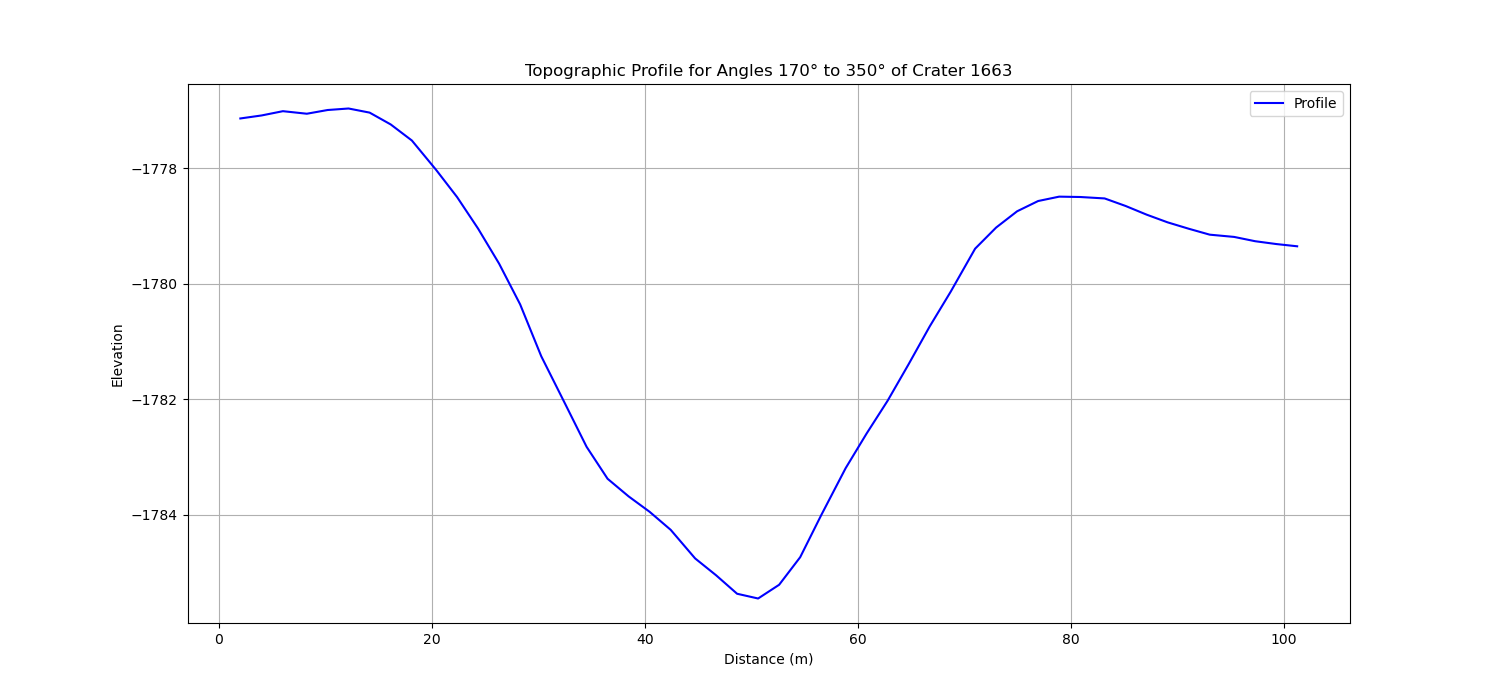 Topographic Profile for Angles 170° to 350° of Crater 1663
Profile
Elevation
−1778
−1780
−1782
−1784
0 20 40 60 80 100
Distance (m)